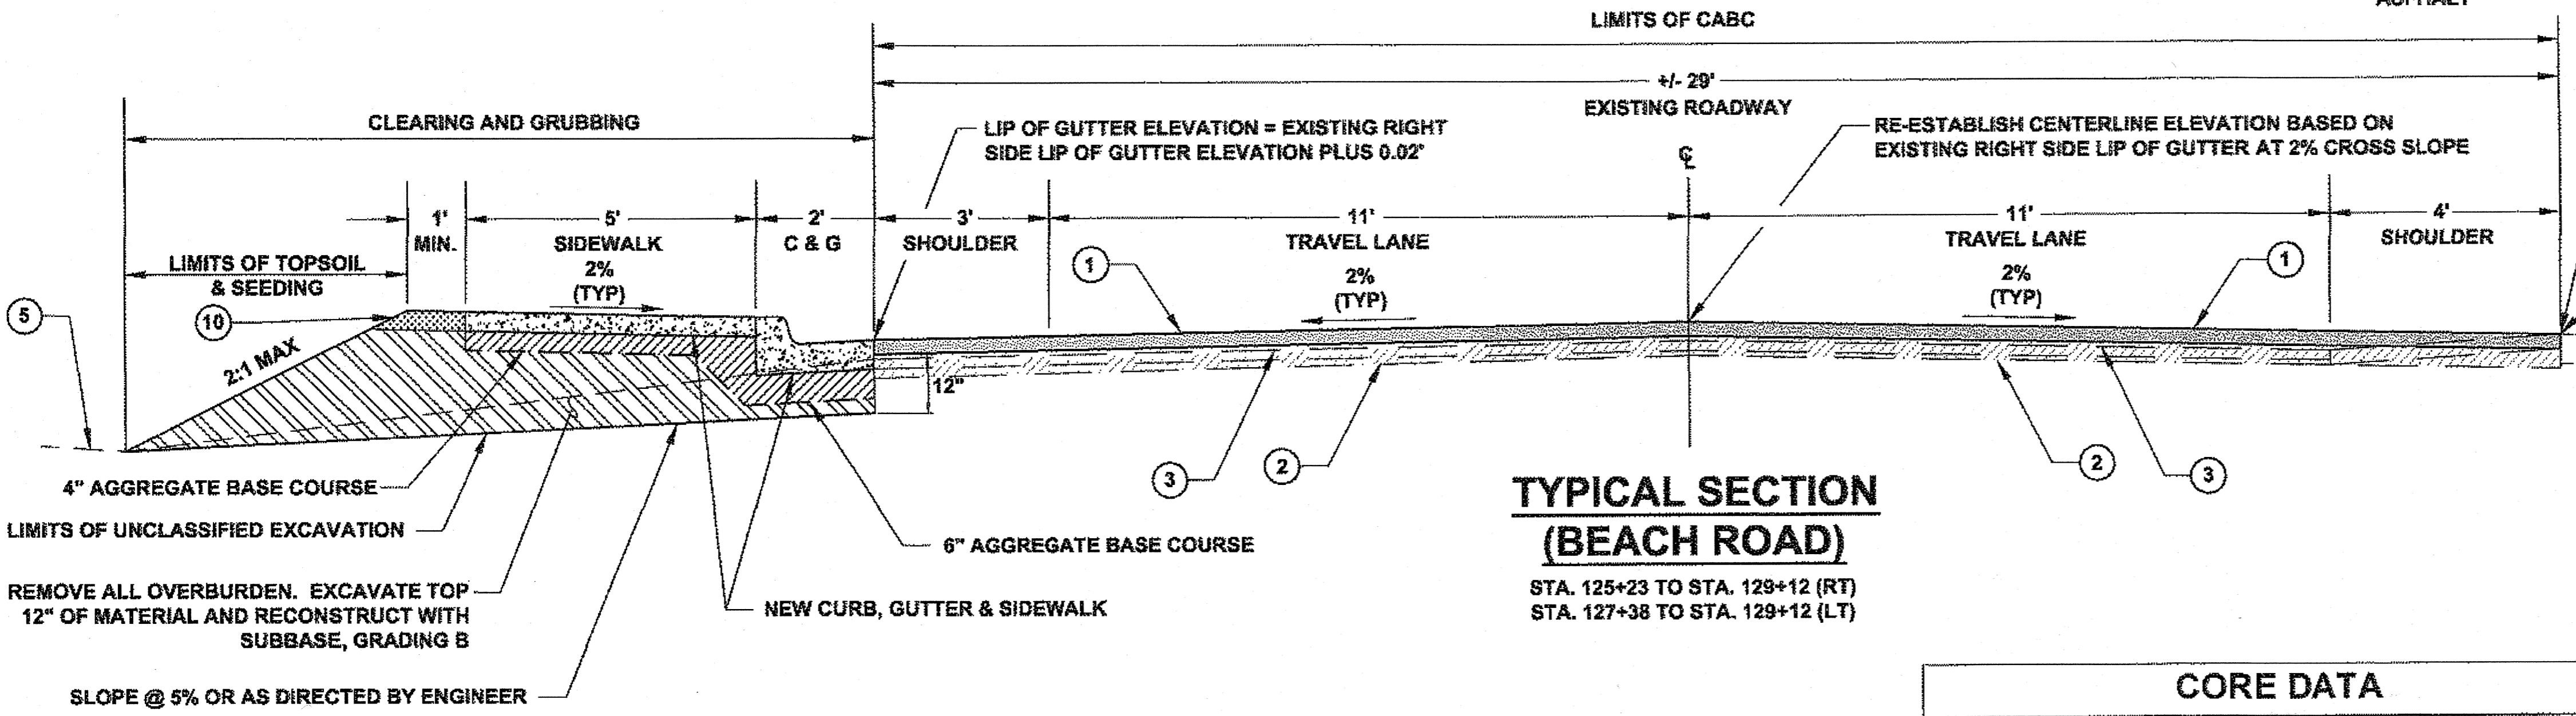 LIMITS OF CABC
+/- 29'
EXISTING ROADWAY
CLEARING AND GRUBBING
LIP OF GUTTER ELEVATION = EXISTING RIGHT
SIDE LIP OF GUTTER ELEVATION PLUS 0.02'
RE-ESTABLISH CENTERLINE ELEVATION BASED ON
EXISTING RIGHT SIDE LIP OF GUTTER AT 2% CROSS SLOPE
℄
1'
MIN.
5'
SIDEWALK
2%
(TYP)
2'
C & G
3'
SHOULDER
11'
TRAVEL LANE
2%
(TYP)
11'
TRAVEL LANE
2%
(TYP)
4'
SHOULDER
LIMITS OF TOPSOIL
& SEEDING
1
1
5
10
2:1 MAX
12"
3
2
2
3
4" AGGREGATE BASE COURSE
LIMITS OF UNCLASSIFIED EXCAVATION
6" AGGREGATE BASE COURSE
REMOVE ALL OVERBURDEN. EXCAVATE TOP
12" OF MATERIAL AND RECONSTRUCT WITH
SUBBASE, GRADING B
NEW CURB, GUTTER & SIDEWALK
SLOPE @ 5% OR AS DIRECTED BY ENGINEER
TYPICAL SECTION
(BEACH ROAD)
STA. 125+23 TO STA. 129+12 (RT)
STA. 127+38 TO STA. 129+12 (LT)
CORE DATA